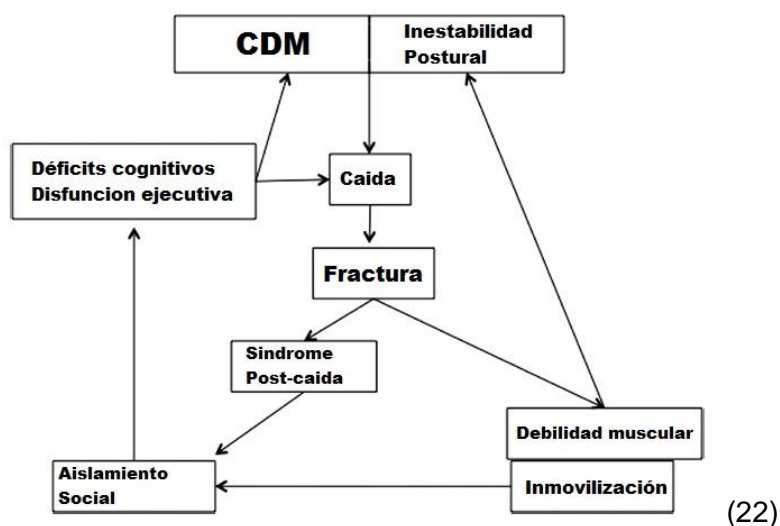 CDM
Inestabilidad
Postural
Déficits cognitivos
Disfuncion ejecutiva
Caida
Fractura
Sindrome
Post-caida
Debilidad muscular
Aislamiento
Social
Inmovilización
(22)